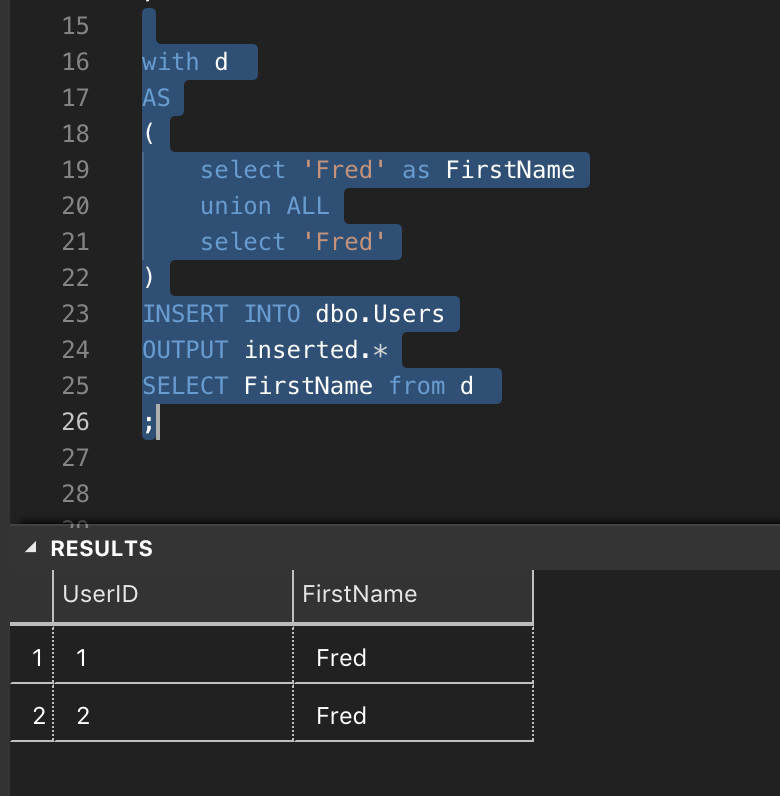 15
16 with d
17 AS
18 (
19 select 'Fred' as FirstName
20 union ALL
21 select 'Fred'
22 )
23 INSERT INTO dbo.Users
24 OUTPUT inserted.*
25 SELECT FirstName from d
26 ;
27
28
RESULTS
UserID FirstName
1 1 Fred
2 2 Fred